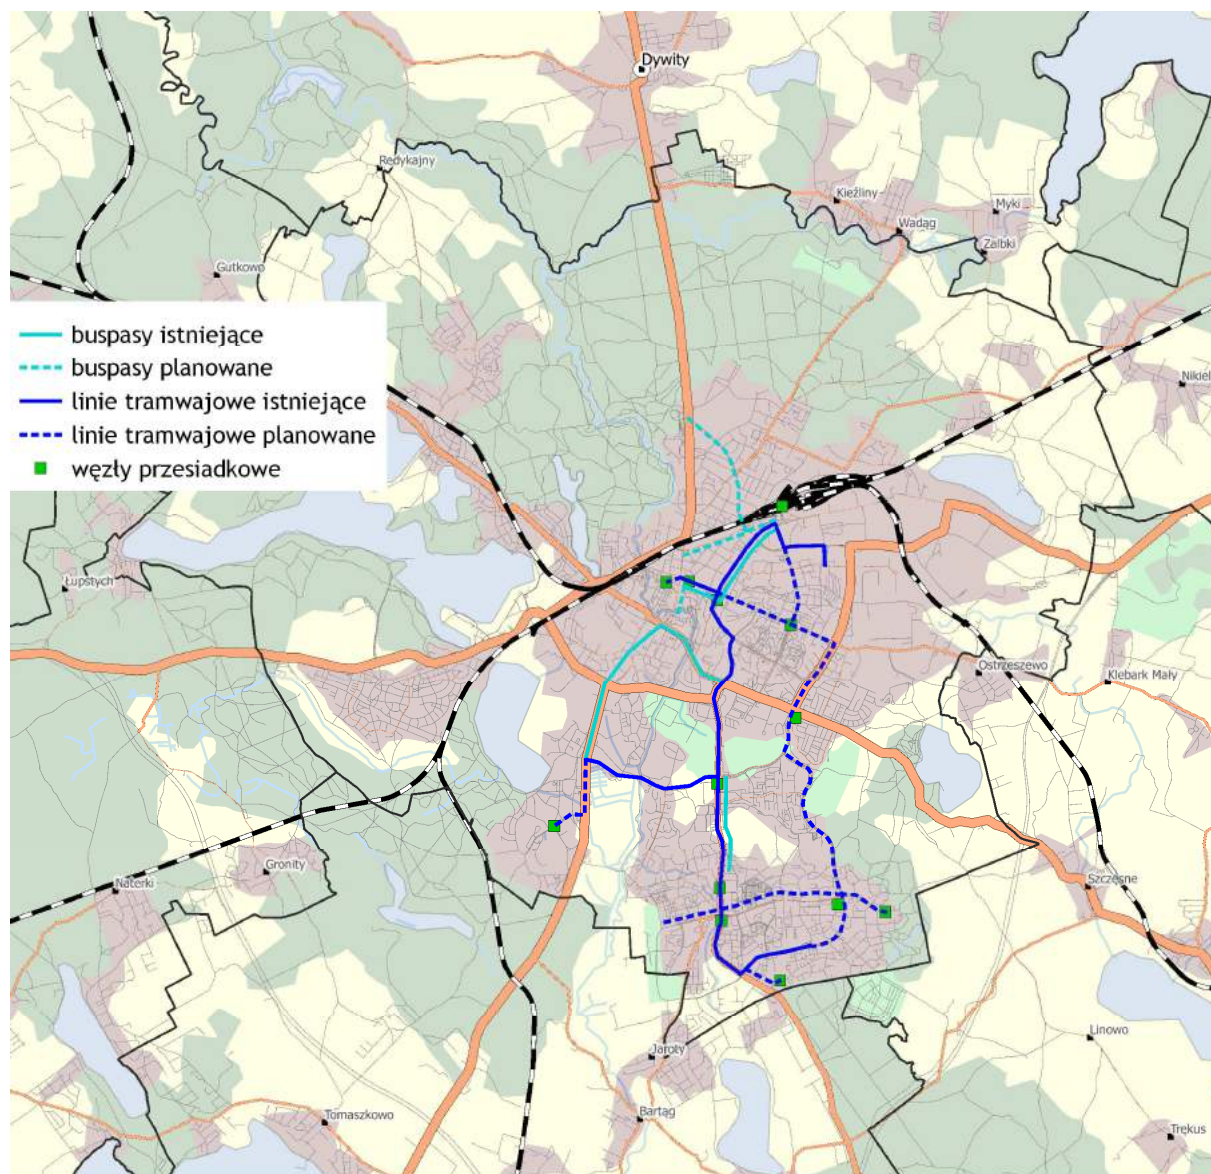 Dywity
Redykajny
Kieźliny
Wadąg
Myki
Zalbki
Gutkowo
buspasy istniejące
buspasy planowane
linie tramwajowe istniejące
linie tramwajowe planowane
węzły przesiadkowe
Nikiel
Łupstych
Ostrzeszewo
Klebark Mały
Gronity
Naterki
Szczęsne
Linowo
Jaroty
Bartąg
Tomaszkowo
Trękus